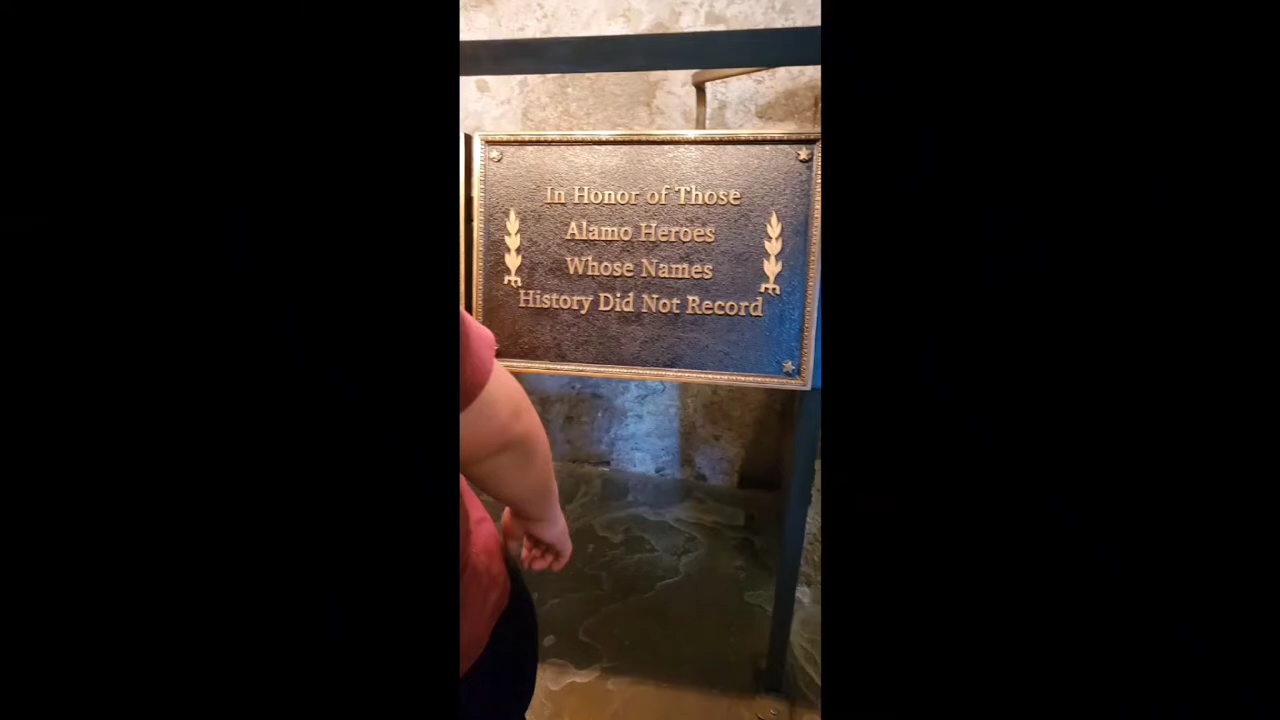 In Honor of Those
Alamo Heroes
Whose Names
History Did Not Record